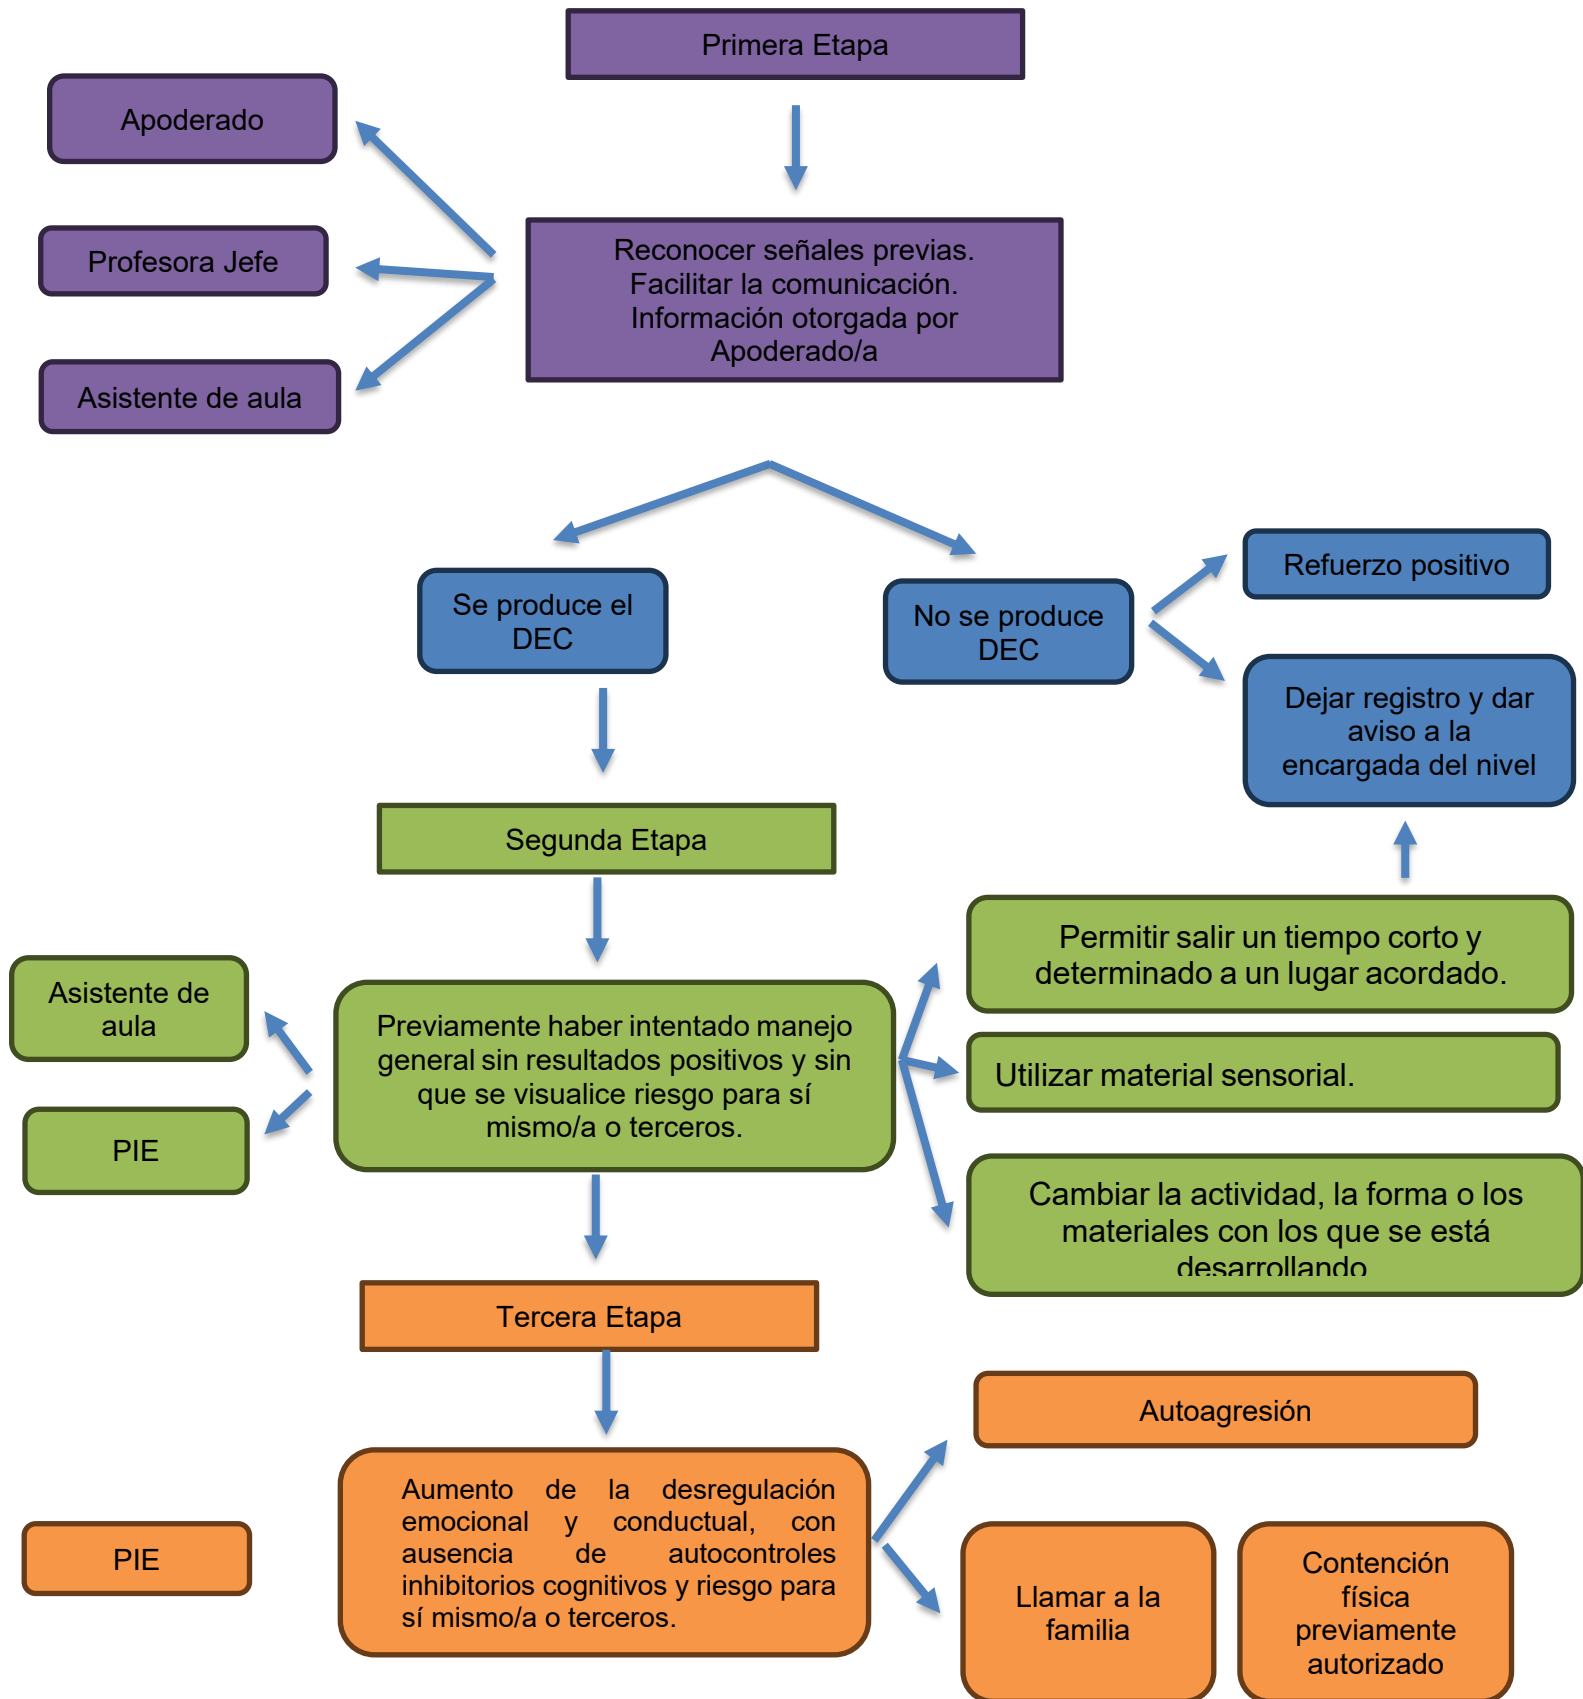 Primera Etapa
Apoderado
Profesora Jefe
Asistente de aula
Reconocer señales previas.
Facilitar la comunicación.
Información otorgada por
Apoderado/a
Se produce el
DEC
No se produce
DEC
Refuerzo positivo
Dejar registro y dar
aviso a la
encargada del nivel
Segunda Etapa
Asistente de
aula
PIE
Previamente haber intentado manejo
general sin resultados positivos y sin
que se visualice riesgo para sí
mismo/a o terceros.
Permitir salir un tiempo corto y
determinado a un lugar acordado.
Utilizar material sensorial.
Cambiar la actividad, la forma o los
materiales con los que se está
desarrollando
Tercera Etapa
PIE
Aumento de la desregulación
emocional y conductual, con
ausencia de autocontroles
inhibitorios cognitivos y riesgo para
sí mismo/a o terceros.
Autoagresión
Llamar a la
familia
Contención
física
previamente
autorizado